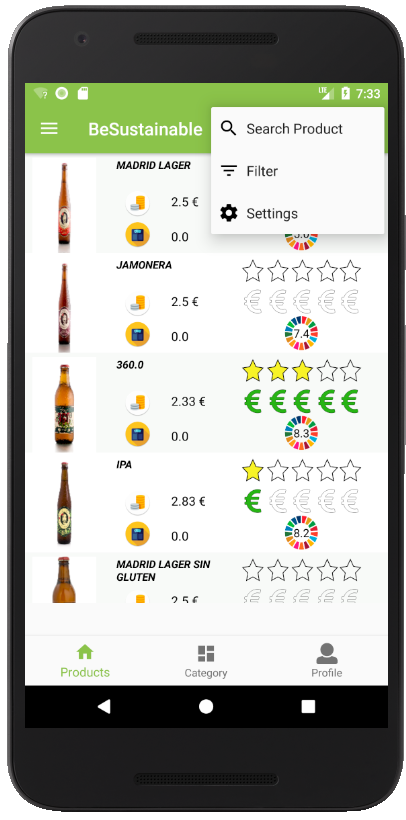 LTE 7:33
BeSustainable
Search Product
Filter
Settings
MADRID LAGER
2.5 €
0.0
JAMONERA
2.5 €
0.0
7.4
360.0
2.33 €
€ € € € €
0.0
8.3
IPA
2.83 €
€
0.0
8.2
MADRID LAGER SIN
GLUTEN
2.5 €
Products
Category
Profile